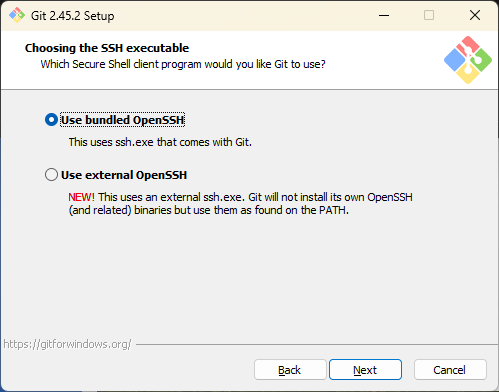 Git 2.45.2 Setup
Choosing the SSH executable
Which Secure Shell client program would you like Git to use?
Use bundled OpenSSH
This uses ssh.exe that comes with Git.
Use external OpenSSH
NEW! This uses an external ssh.exe. Git will not install its own OpenSSH
(and related) binaries but use them as found on the PATH.
https://gitforwindows.org/
Back Next Cancel